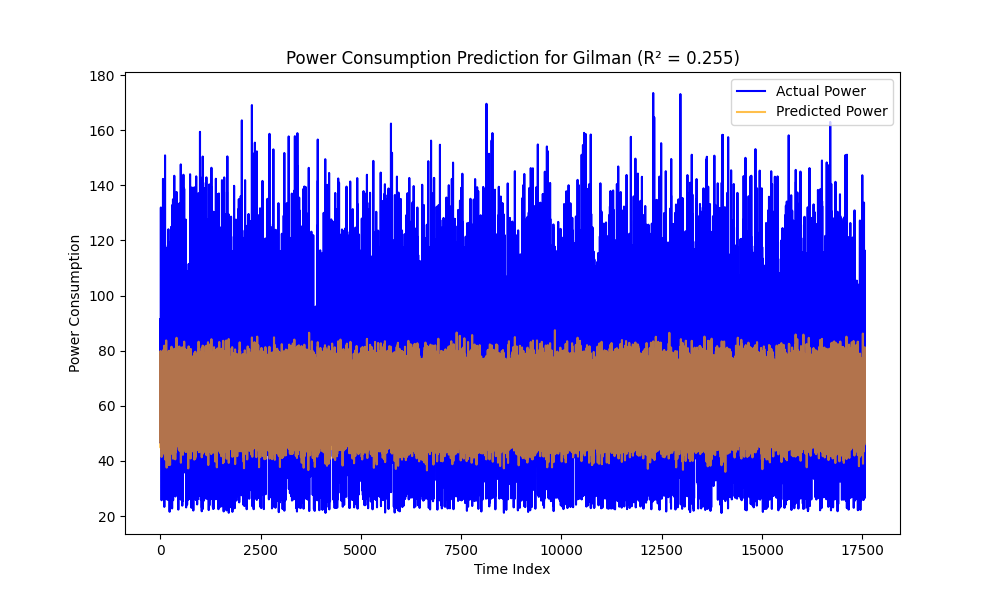 Power Consumption Prediction for Gilman (R² = 0.255)
Actual Power
Predicted Power
Power Consumption
180
160
140
120
100
80
60
40
20
0 2500 5000 7500 10000 12500 15000 17500
Time Index